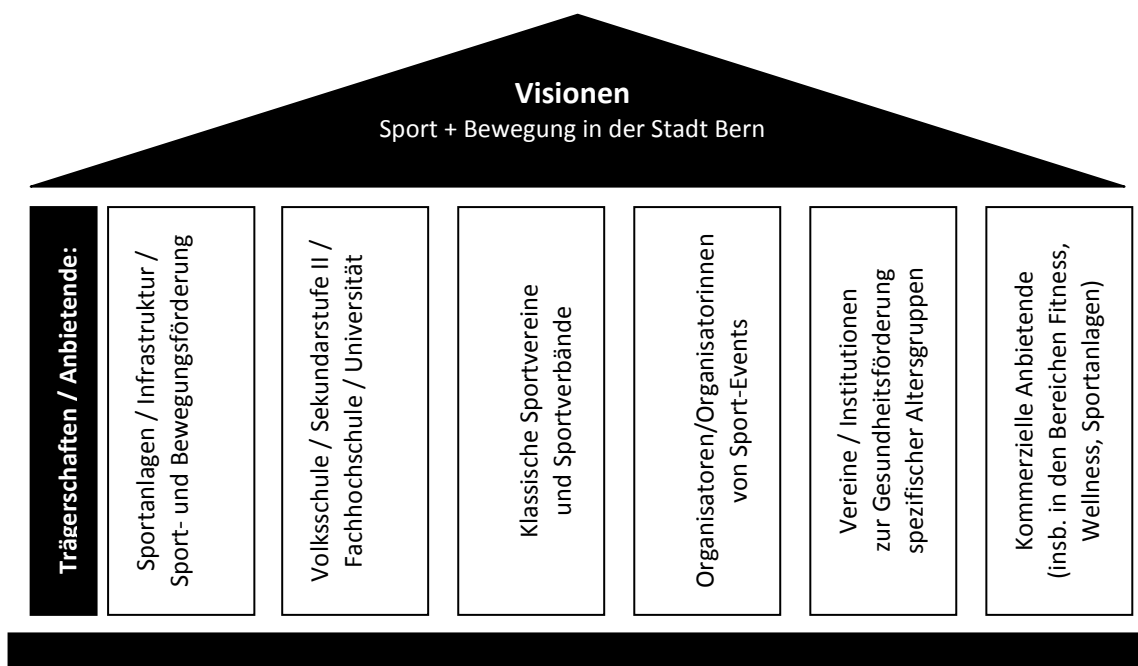 Visionen
Sport + Bewegung in der Stadt Bern
Trägerschaften / Anbietende:
Sportanlagen / Infrastruktur /
Sport- und Bewegungsförderung
Volksschule / Sekundarstufe II /
Fachhochschule / Universität
Klassische Sportvereine
und Sportverbände
Organisatoren/Organisatorinnen
von Sport-Events
Vereine / Institutionen
zur Gesundheitsförderung
spezifischer Altersgruppen
Kommerzielle Anbietende
(insb. in den Bereichen Fitness,
Wellness, Sportanlagen)